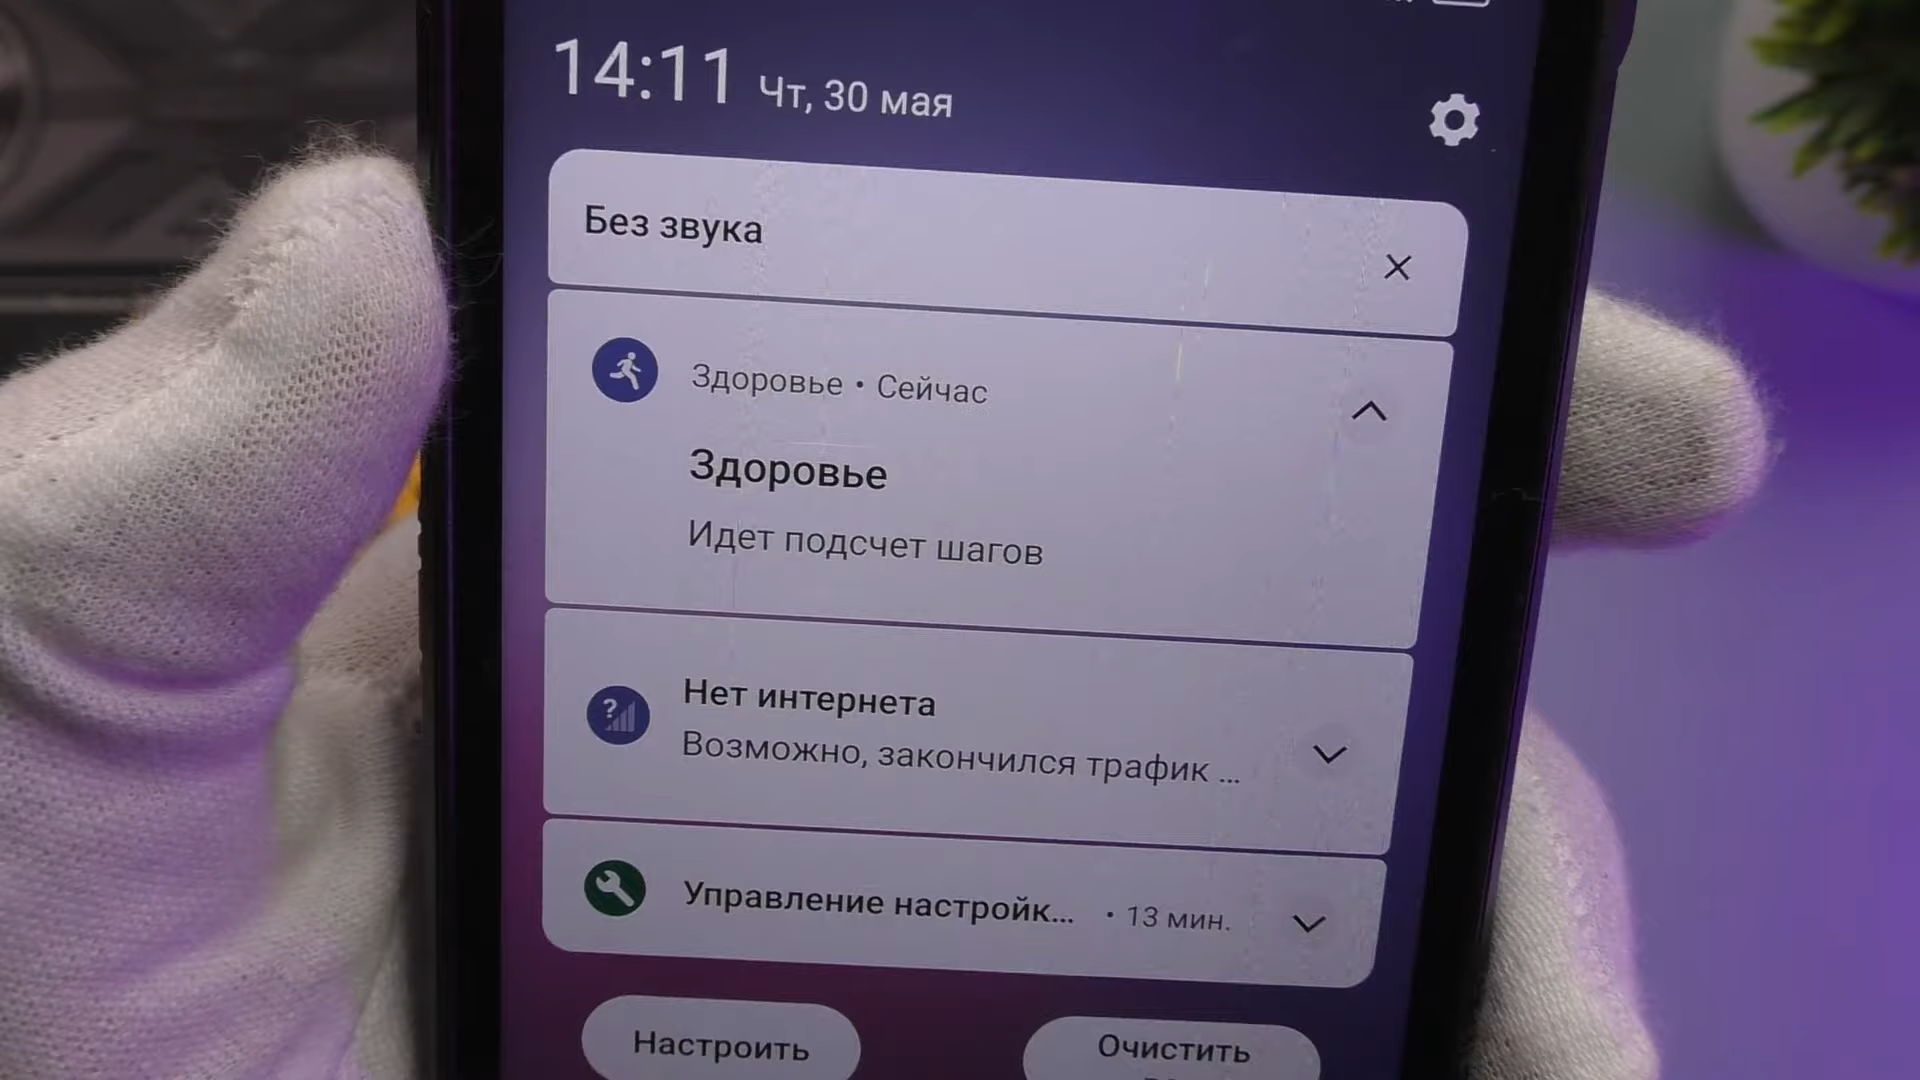 14:11 Чт, 30 мая
Без звука
Здоровье • Сейчас
Здоровье
Идет подсчет шагов
Нет интернета
Возможно, закончился трафик ...
Управление настройк... • 13 мин.
Настроить
Очистить